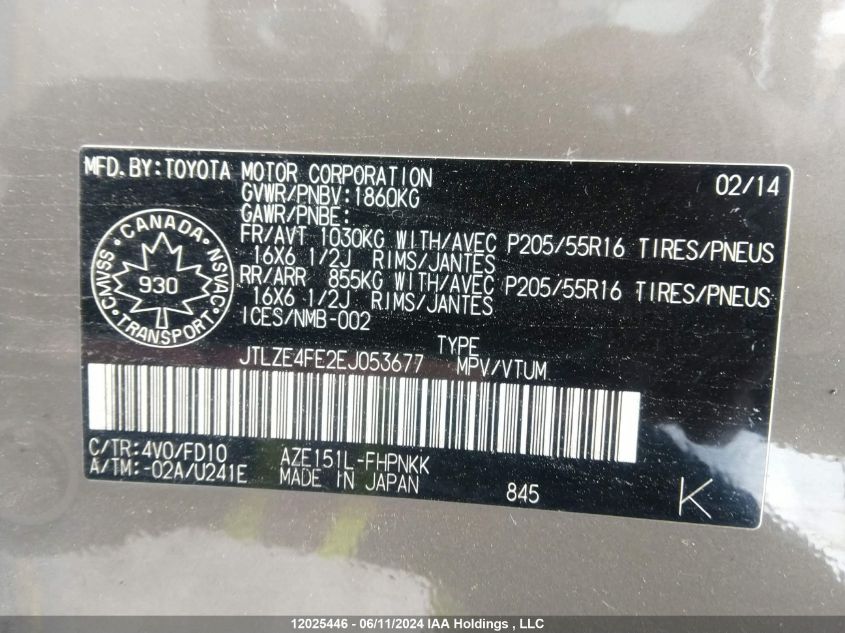 MFD.BY:TOYOTA MOTOR CORPORATION 02/14
GVWR/PNBV:1860KG
GAWR/PNBE:
FR/AVT 1030KG WITH/AVEC P205/55R16 TIRES/PNEUS
16X6 1/2J RIMS/JANTES
RR/ARR 855KG WITH/AVEC P205/55R16 TIRES/PNEUS
16X6 1/2J RIMS/JANTES
ICES/NMB-002
CANADA
CMVSS 930 NSVAC
TRANSPORT
TYPE
JTLZE4FE2EJ053677 MPV/VTUM
C/TR:4V0/FD10 AZE151L-FHPNKK
A/TM:-02A/U241E MADE IN JAPAN 845 K
12025446 - 06/11/2024 IAA Holdings , LLC